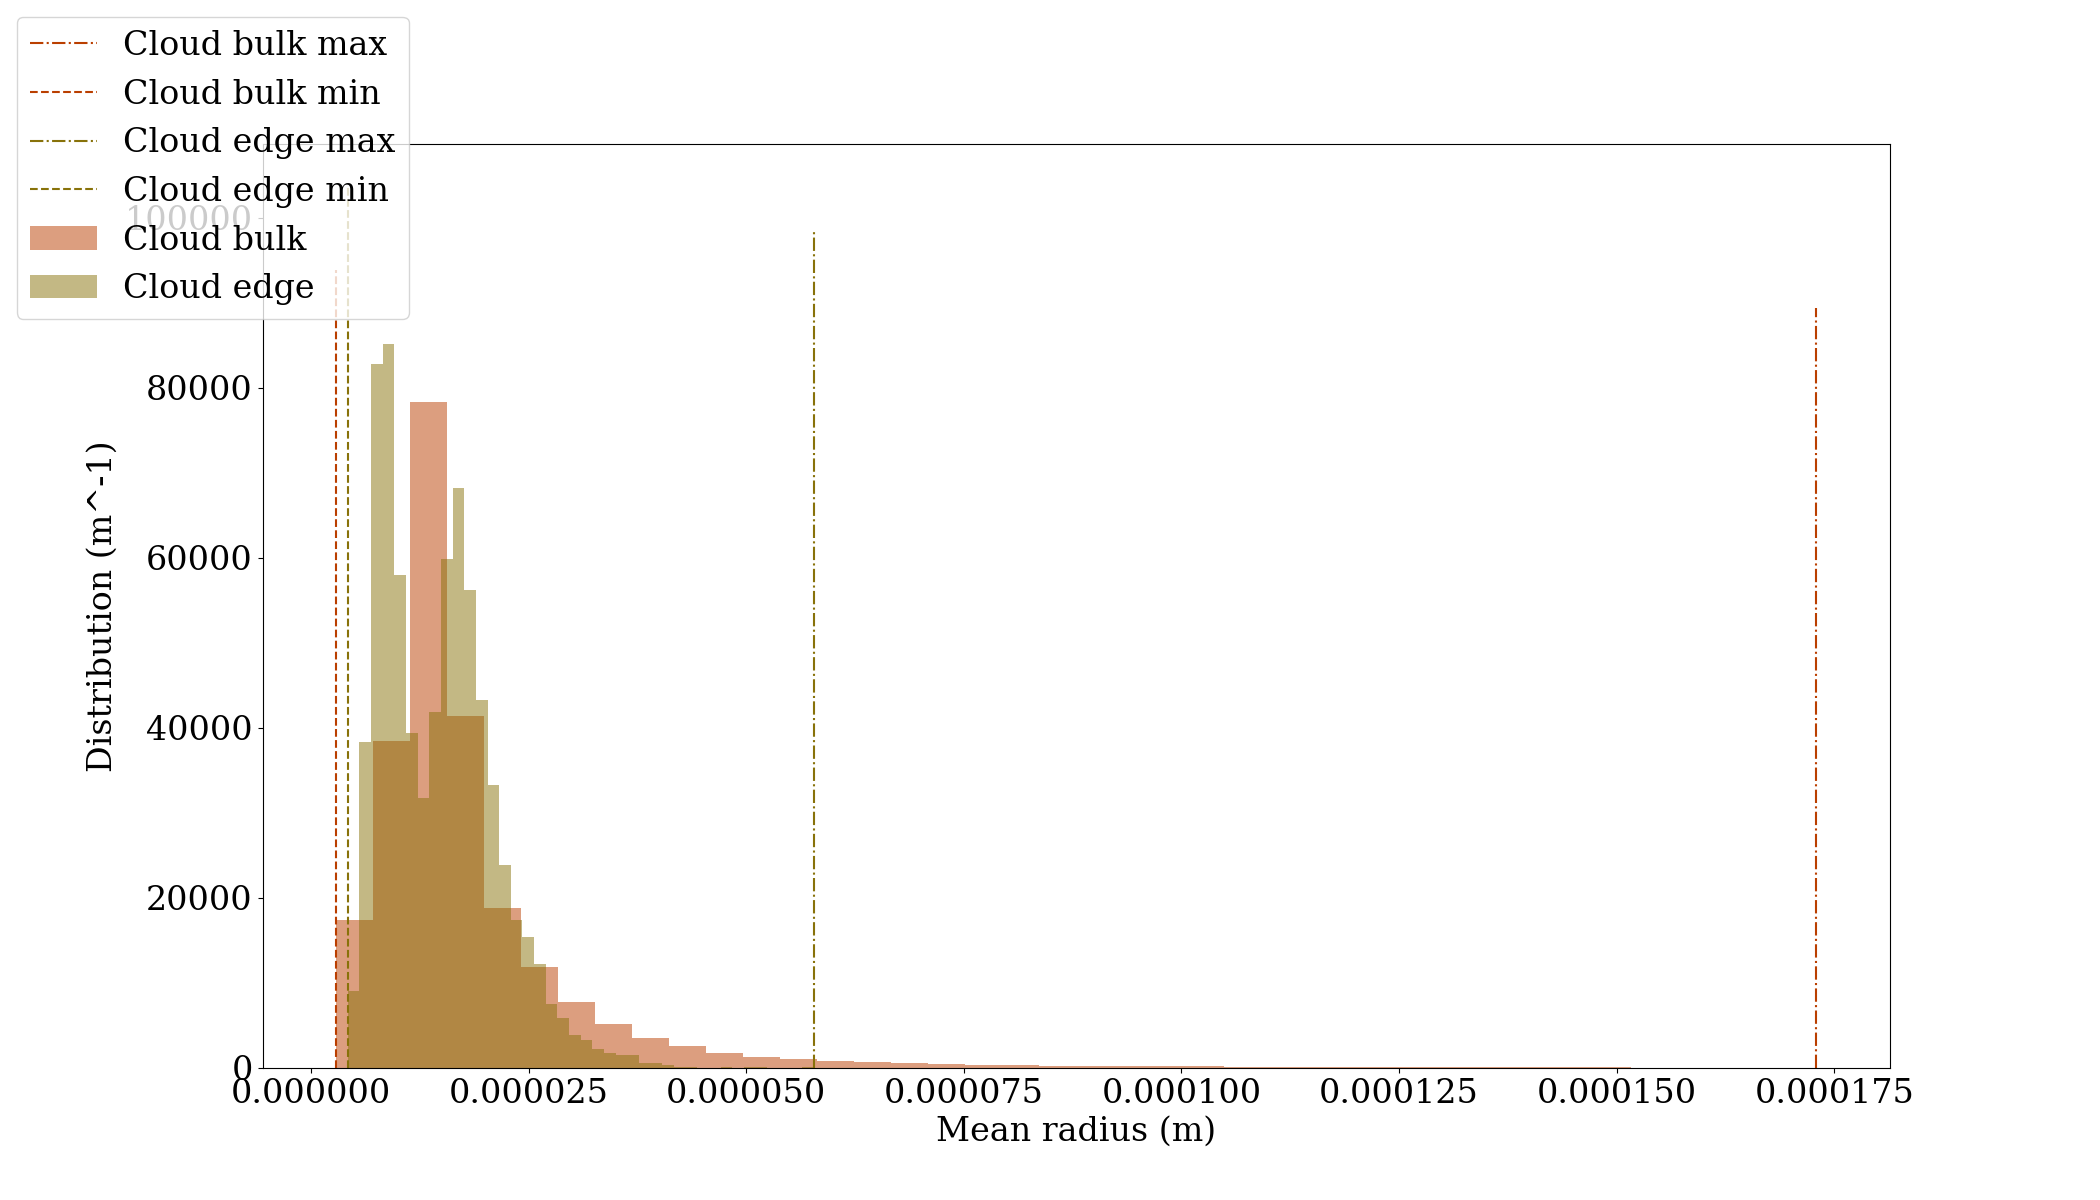 Cloud bulk max
Cloud bulk min
Cloud edge max
Cloud edge min
Cloud bulk
Cloud edge
100000
80000
60000
40000
20000
0
Distribution (m^-1)
0.000000 0.000025 0.000050 0.000075 0.000100 0.000125 0.000150 0.000175
Mean radius (m)